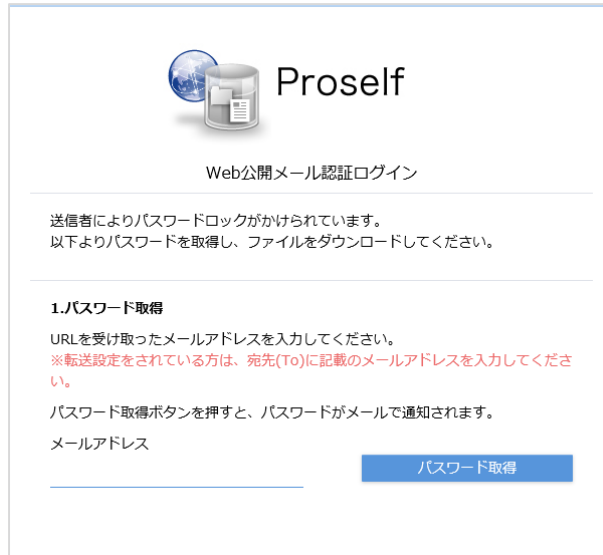 Proself
Web公開メール認証ログイン
送信者によりパスワードロックがかけられています。
以下よりパスワードを取得し、ファイルをダウンロードしてください。
1.パスワード取得
URLを受け取ったメールアドレスを入力してください。
※転送設定をされている方は、宛先(To)に記載のメールアドレスを入力してくださ
い。
パスワード取得ボタンを押すと、パスワードがメールで通知されます。
メールアドレス
パスワード取得